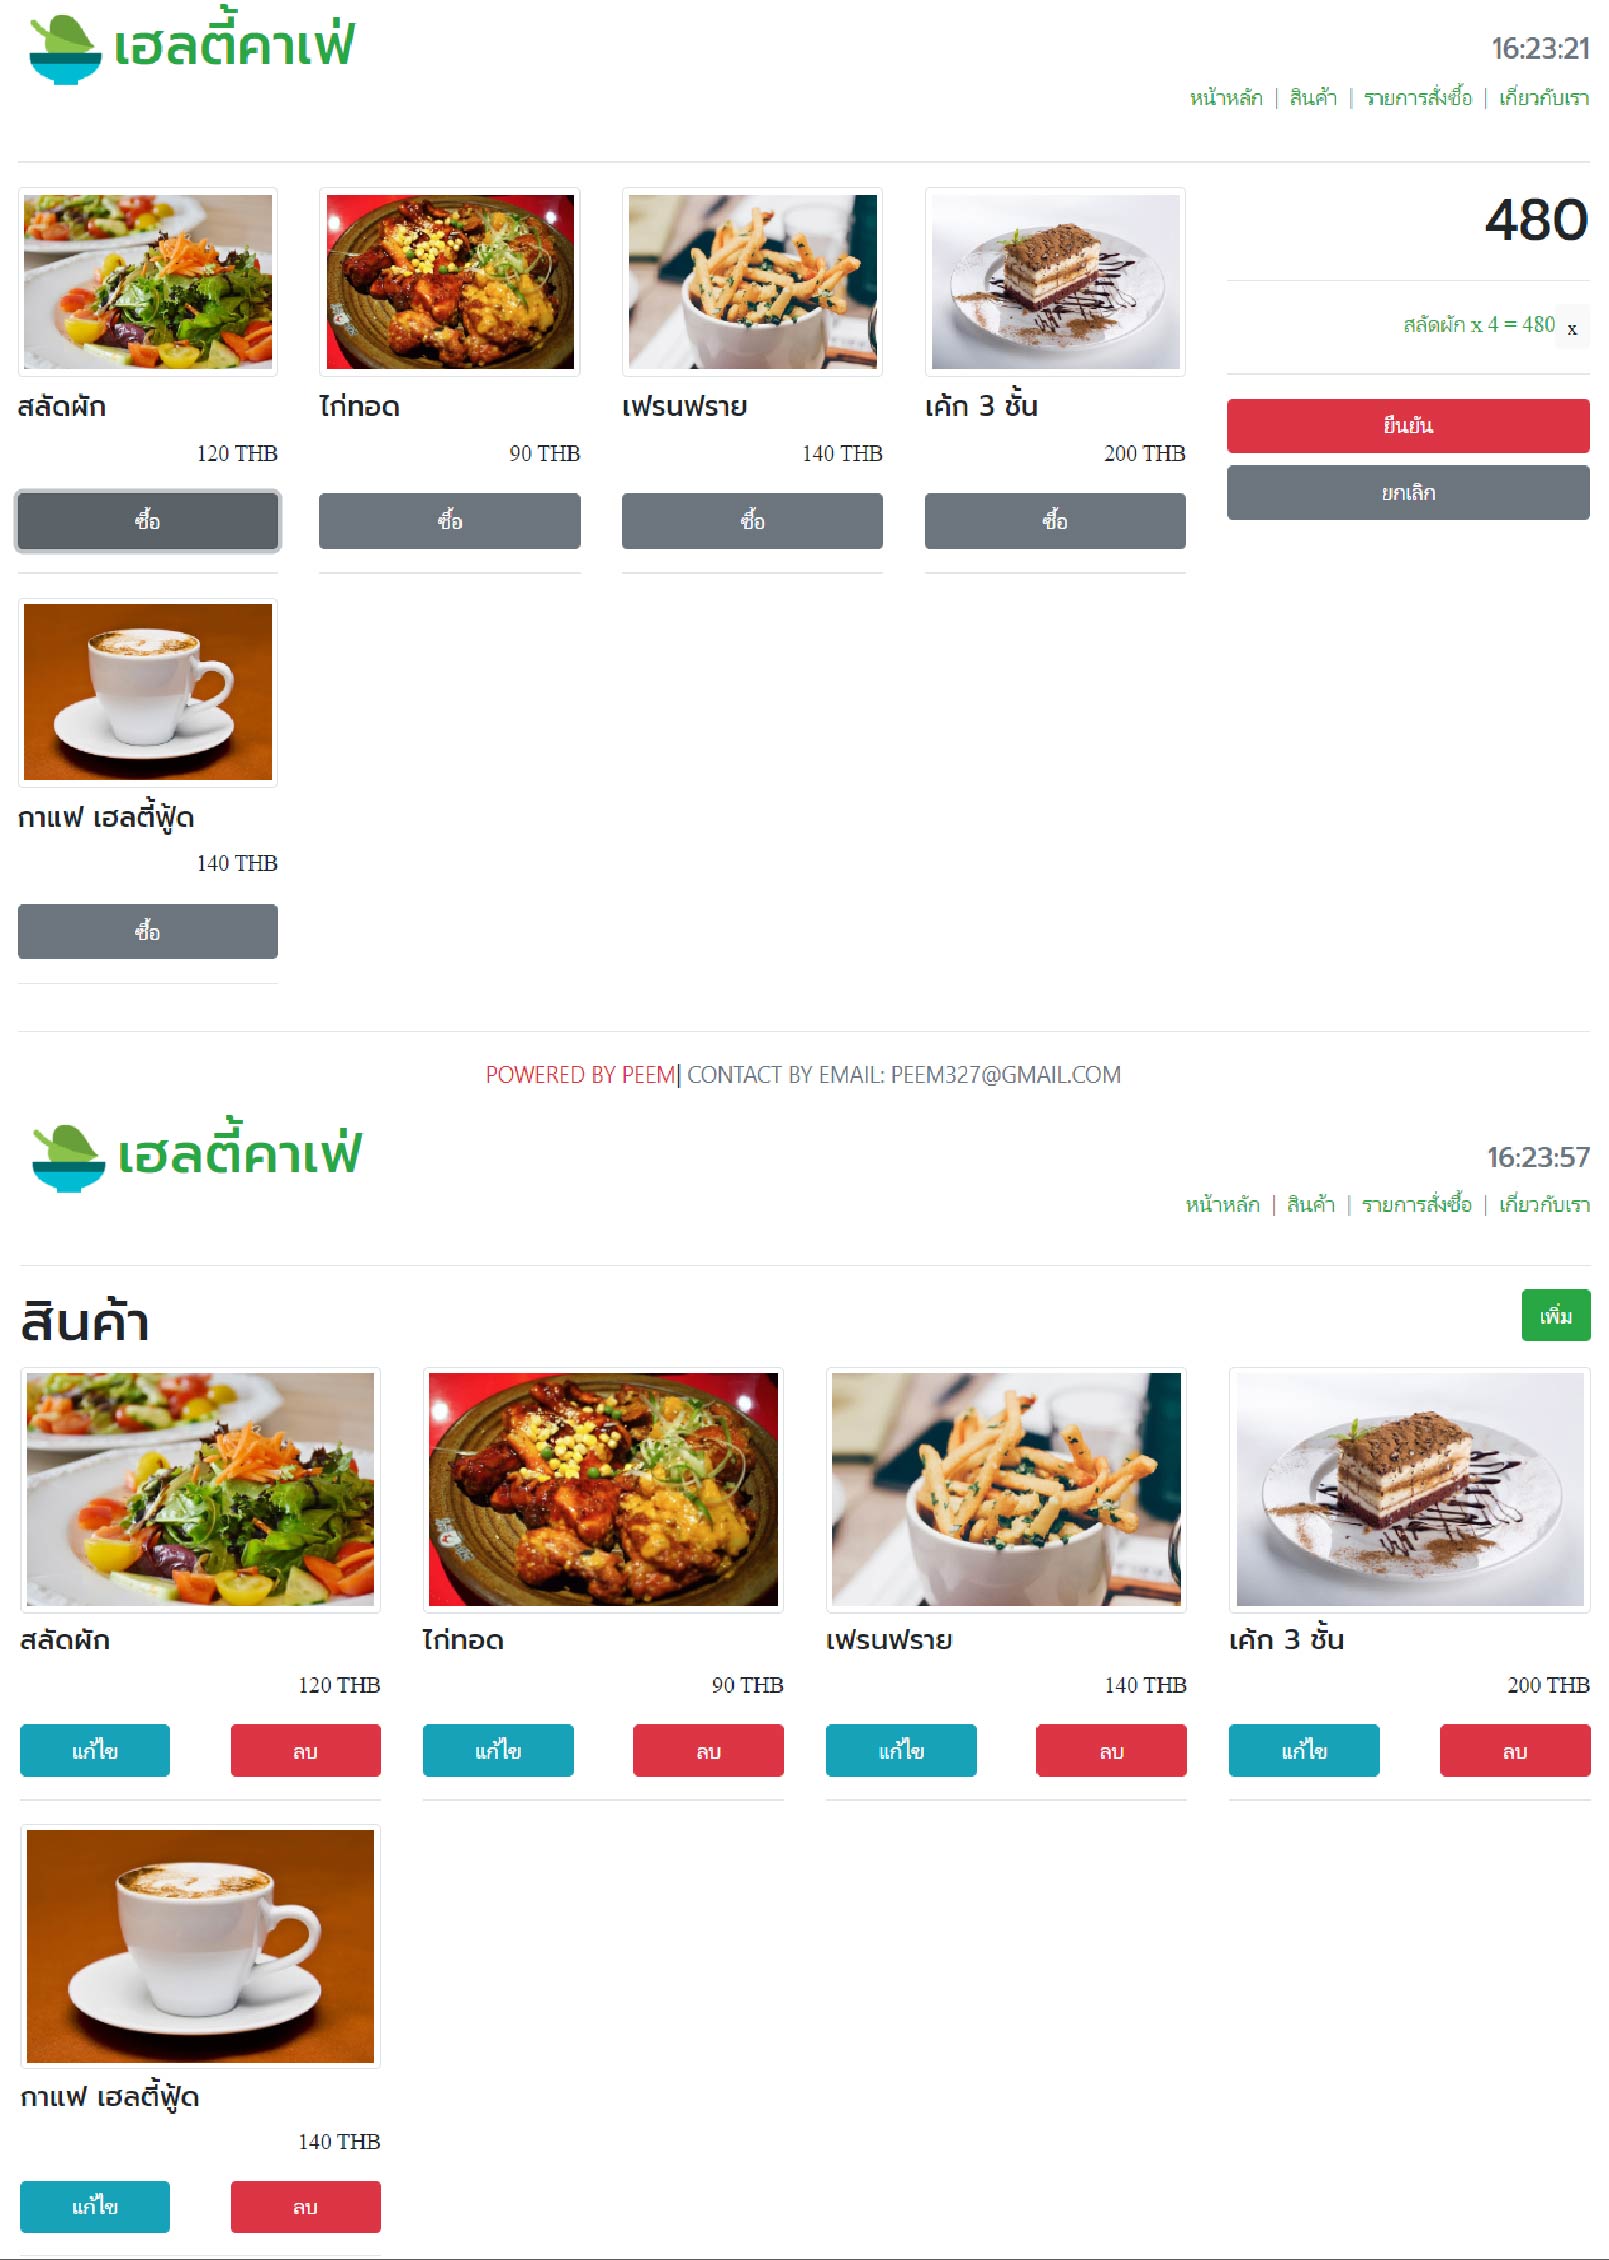 เฮลตี้คาเฟ่
16:23:21
หน้าหลัก | สินค้า | รายการสั่งซื้อ | เกี่ยวกับเรา
480
สลัดผัก x 4 = 480 x
ยืนยัน
ยกเลิก
สลัดผัก
120 THB
ซื้อ
ไก่ทอด
90 THB
ซื้อ
เฟรนฟราย
140 THB
ซื้อ
เค้ก 3 ชั้น
200 THB
ซื้อ
กาแฟ เฮลตี้ฟู้ด
140 THB
ซื้อ
POWERED BY PEEM| CONTACT BY EMAIL: PEEM327@GMAIL.COM
เฮลตี้คาเฟ่
16:23:57
หน้าหลัก | สินค้า | รายการสั่งซื้อ | เกี่ยวกับเรา
สินค้า
เพิ่ม
สลัดผัก
120 THB
แก้ไข ลบ
ไก่ทอด
90 THB
แก้ไข ลบ
เฟรนฟราย
140 THB
แก้ไข ลบ
เค้ก 3 ชั้น
200 THB
แก้ไข ลบ
กาแฟ เฮลตี้ฟู้ด
140 THB
แก้ไข ลบ